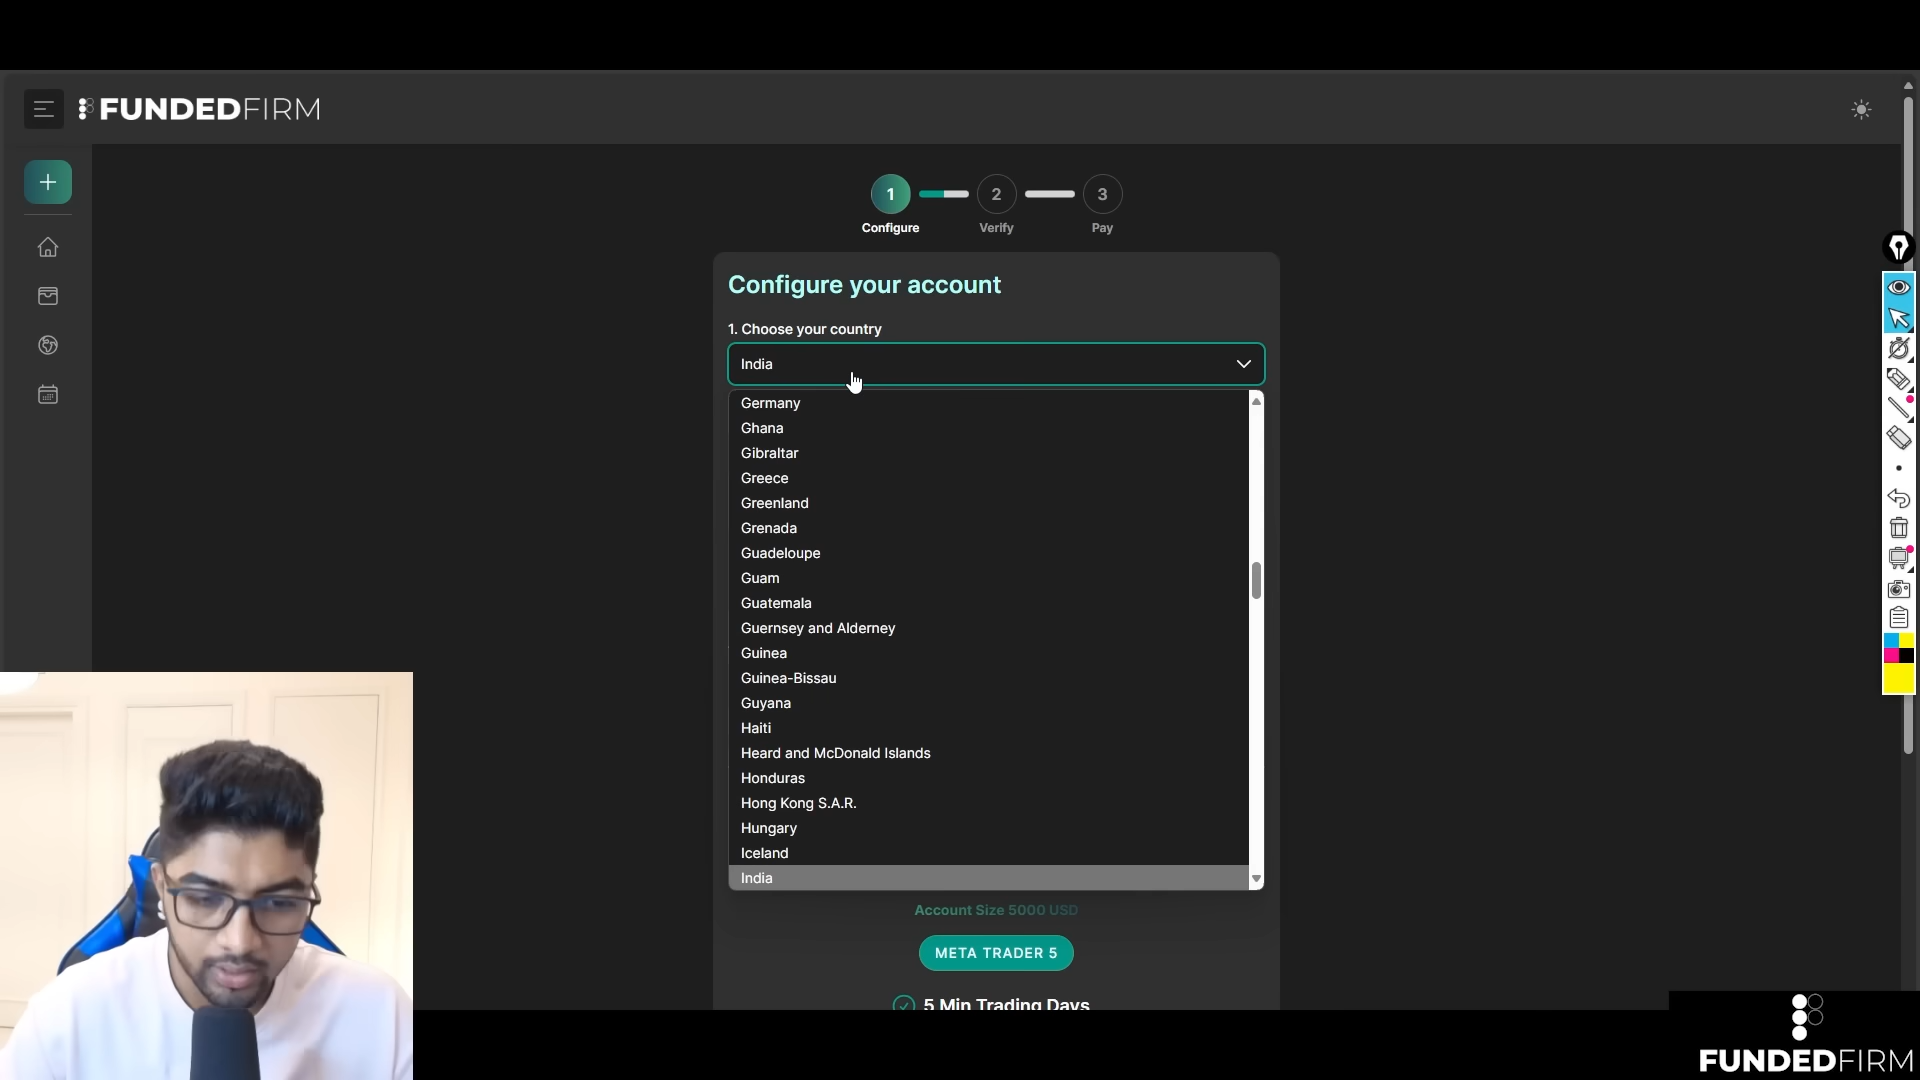 FUNDEDFIRM
1
2
3
Configure
Verify
Pay
Configure your account
1. Choose your country
India
Germany
Ghana
Gibraltar
Greece
Greenland
Grenada
Guadeloupe
Guam
Guatemala
Guernsey and Alderney
Guinea
Guinea-Bissau
Guyana
Haiti
Heard and McDonald Islands
Honduras
Hong Kong S.A.R.
Hungary
Iceland
India
Account Size 5000 USD
META TRADER 5
5 Min Trading Days
FUNDEDFIRM